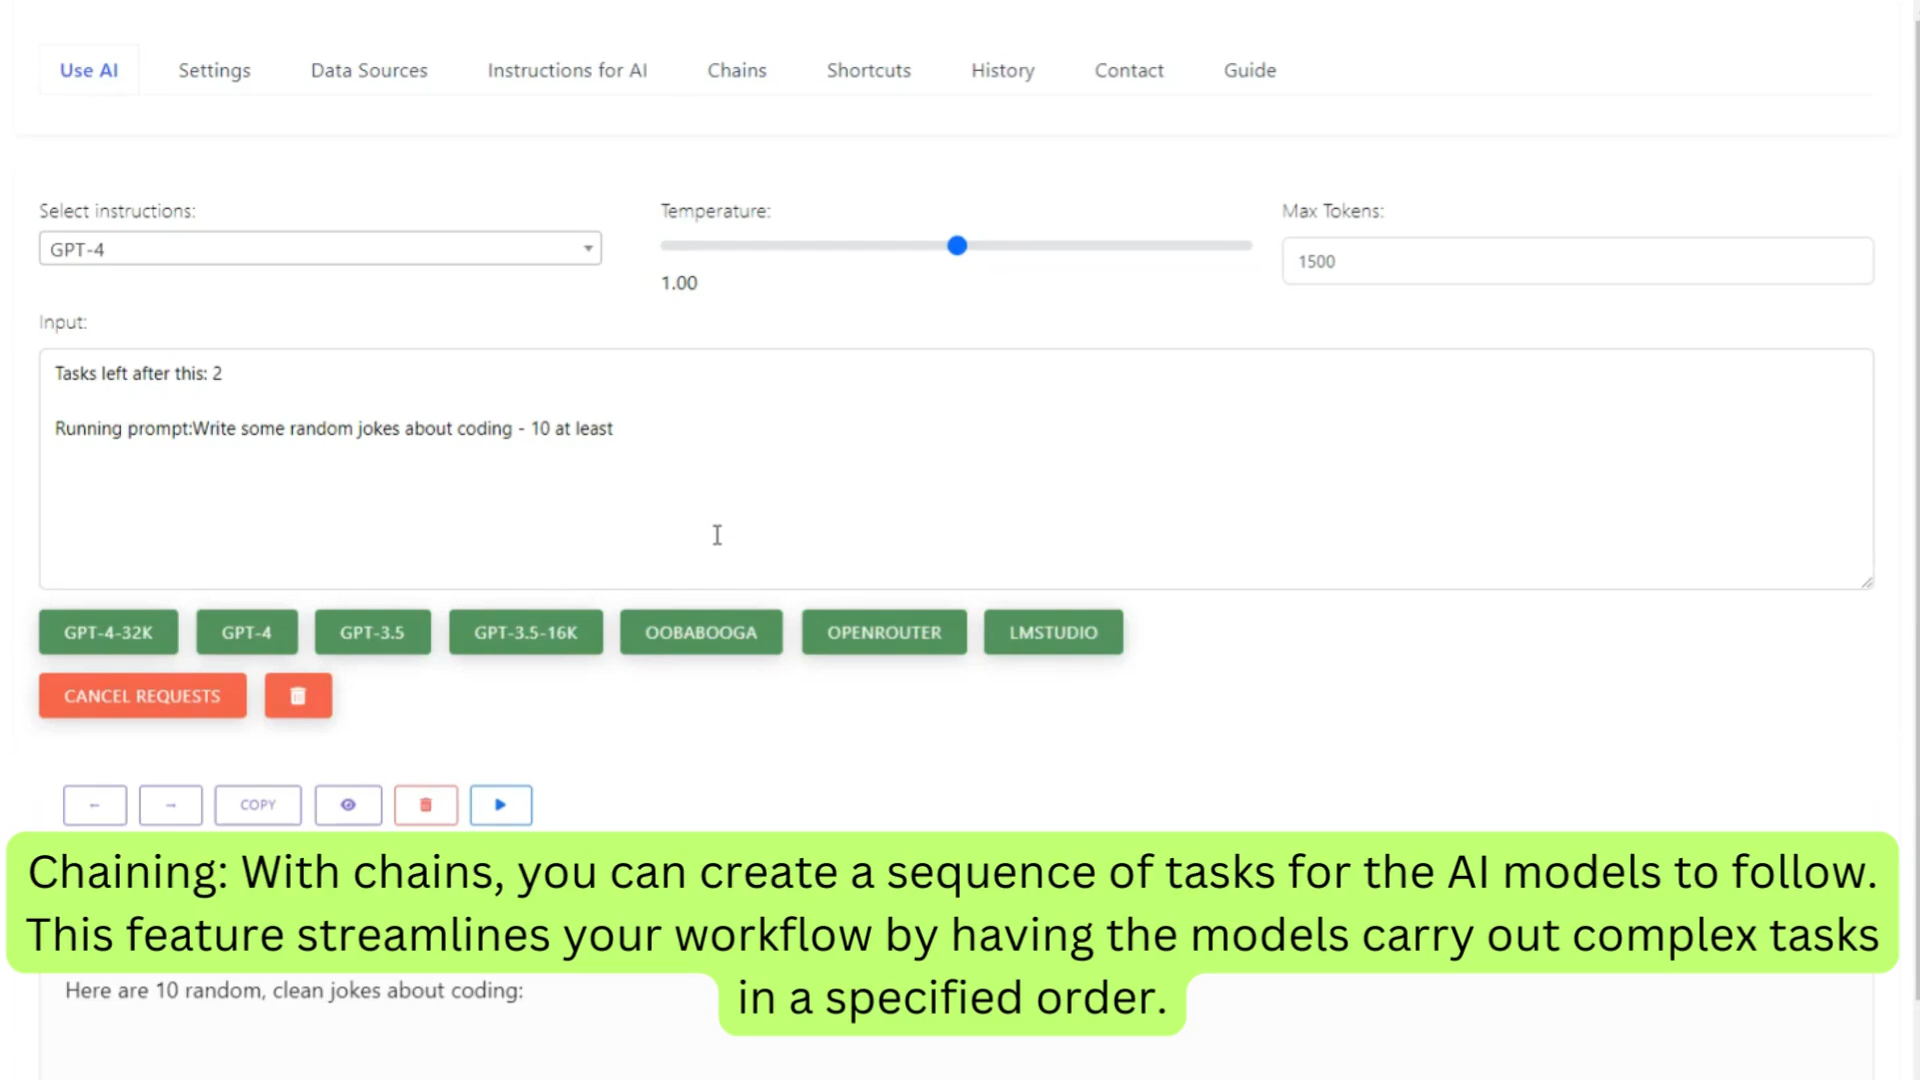 Use AI Settings Data Sources Instructions for AI Chains Shortcuts History Contact Guide
Select instructions: Temperature: Max Tokens:
GPT-4
1500
1.00
Input:
Tasks left after this: 2
Running prompt:Write some random jokes about coding - 10 at least
GPT-4-32K GPT-4 GPT-3.5 GPT-3.5-16K OOBABOOGA OPENROUTER LMSTUDIO
CANCEL REQUESTS
← → COPY
Chaining: With chains, you can create a sequence of tasks for the AI models to follow.
This feature streamlines your workflow by having the models carry out complex tasks
in a specified order.
Here are 10 random, clean jokes about coding: